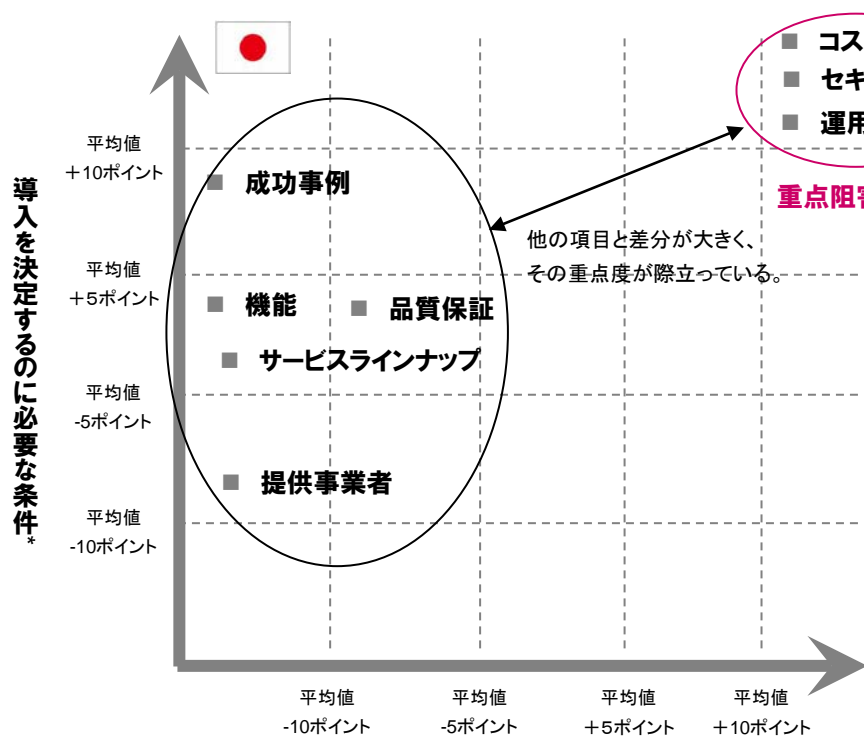 コス
セキ
運用
重点阻害
平均値
＋10ポイント
成功事例
他の項目と差分が大きく、
その重点度が際立っている。
平均値
＋5ポイント
機能
品質保証
サービスラインナップ
平均値
-5ポイント
提供事業者
平均値
-10ポイント
導入を決定するのに必要な条件*
平均値
-10ポイント
平均値
-5ポイント
平均値
＋5ポイント
平均値
＋10ポイント